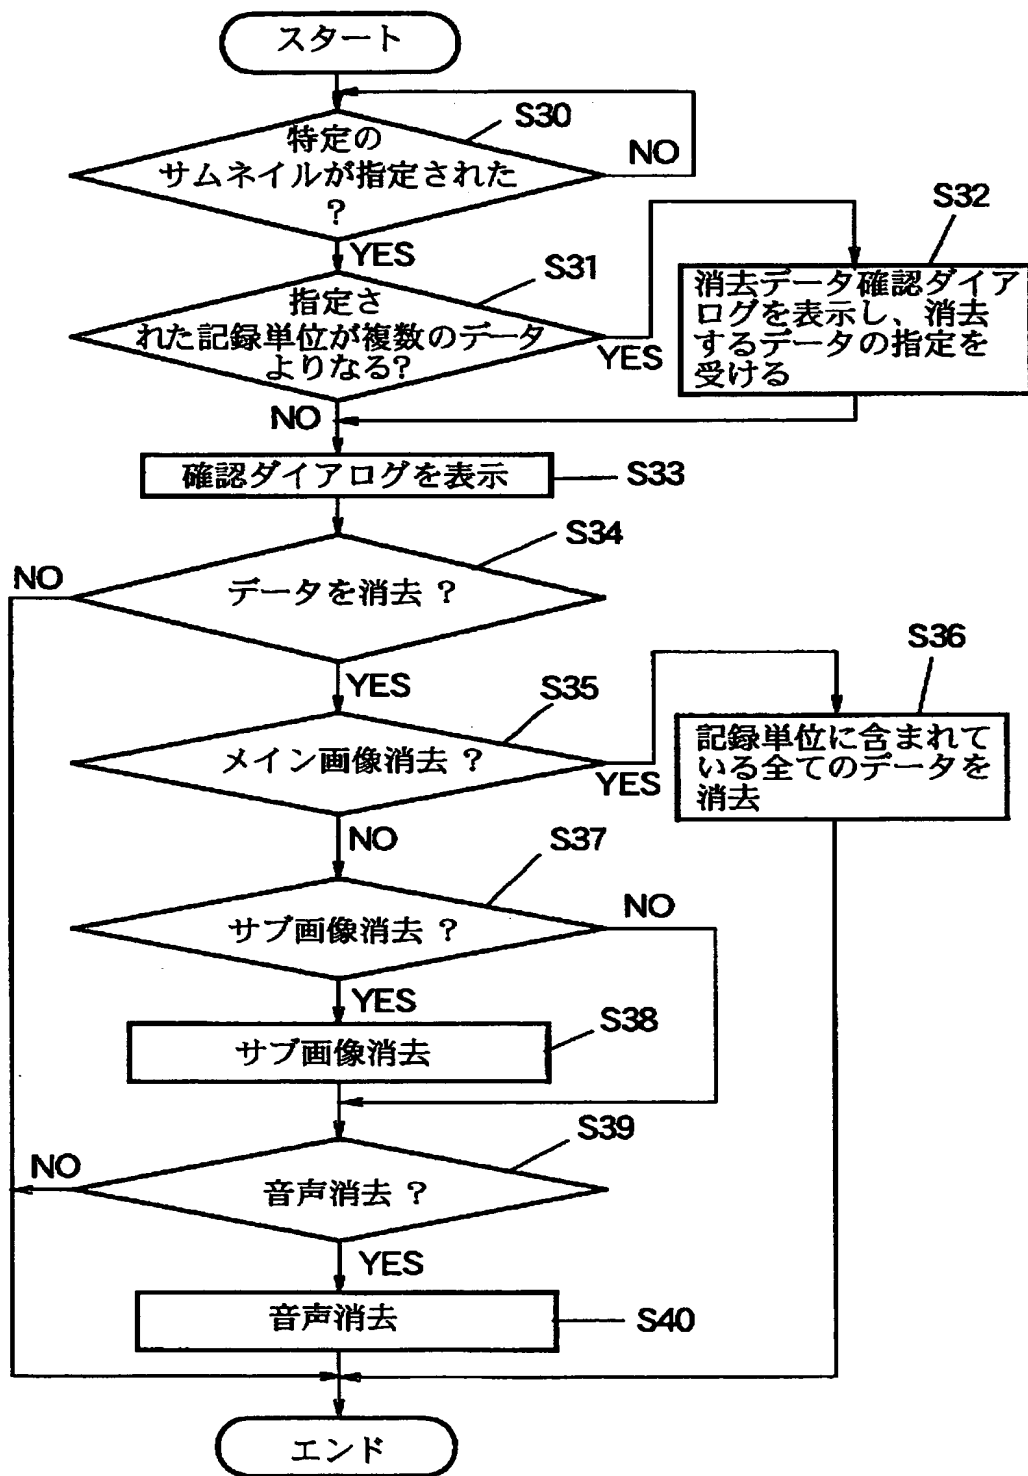 スタート
S30
特定の
サムネイルが指定された
?
NO
YES
S31
指定さ
れた記録単位が複数のデータ
よりなる?
YES
S32
消去データ確認ダイア
ログを表示し、消去
するデータの指定を
受ける
NO
確認ダイアログを表示
S33
S34
データを消去 ?
NO
YES
S35
メイン画像消去 ?
YES
S36
記録単位に含まれて
いる全てのデータを
消去
NO
S37
サブ画像消去 ?
NO
YES
S38
サブ画像消去
S39
音声消去 ?
NO
YES
音声消去
S40
エンド